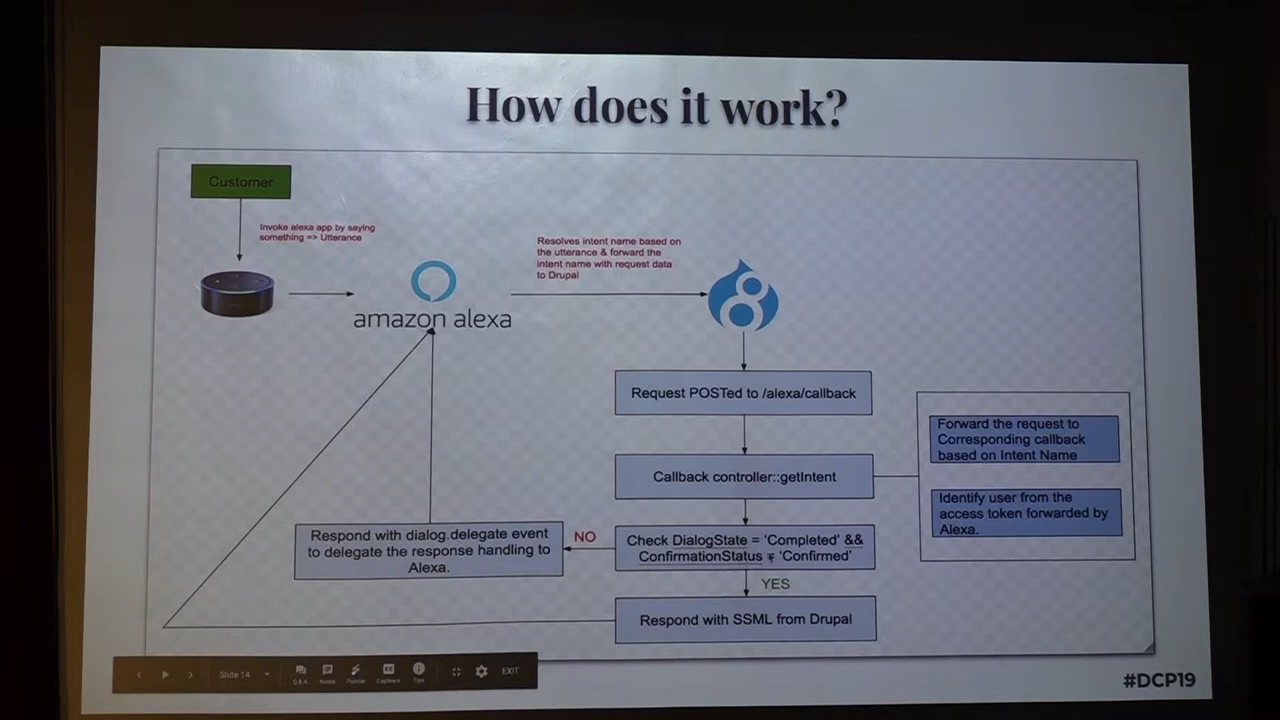 How does it work?
Customer
Invoke alexa app by saying
something => Utterance
Resolves intent name based on
the utterance & forward the
intent name with request data
to Drupal
amazon alexa
Request POSTed to /alexa/callback
Forward the request to
Corresponding callback
based on Intent Name
Callback controller::getIntent
Identify user from the
access token forwarded by
Alexa.
Respond with dialog.delegate event
to delegate the response handling to
Alexa.
NO
Check DialogState = 'Completed' &&
ConfirmationStatus = 'Confirmed'
YES
Respond with SSML from Drupal
Slide 14
Q & A
Notes
Pointer
Captions
Tips
EXIT
#DCP19